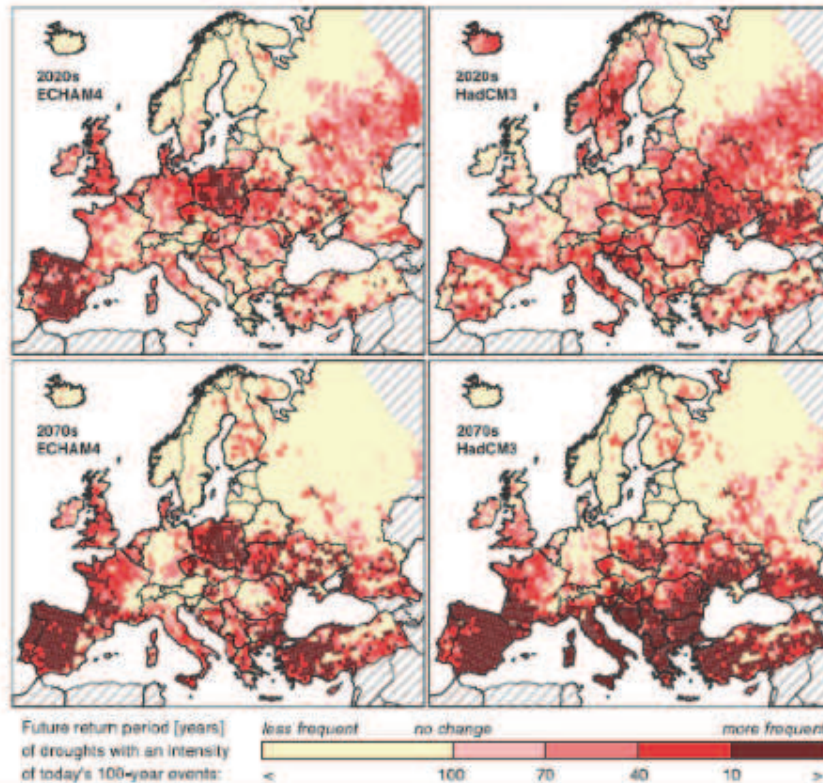 2020s
ECHAM4
2020s
HadCM3
2070s
ECHAM4
2070s
HadCM3
Future return period [years]
of droughts with an intensity
of today's 100-year events:
less frequent no change more frequent
< 100 70 40 10 >